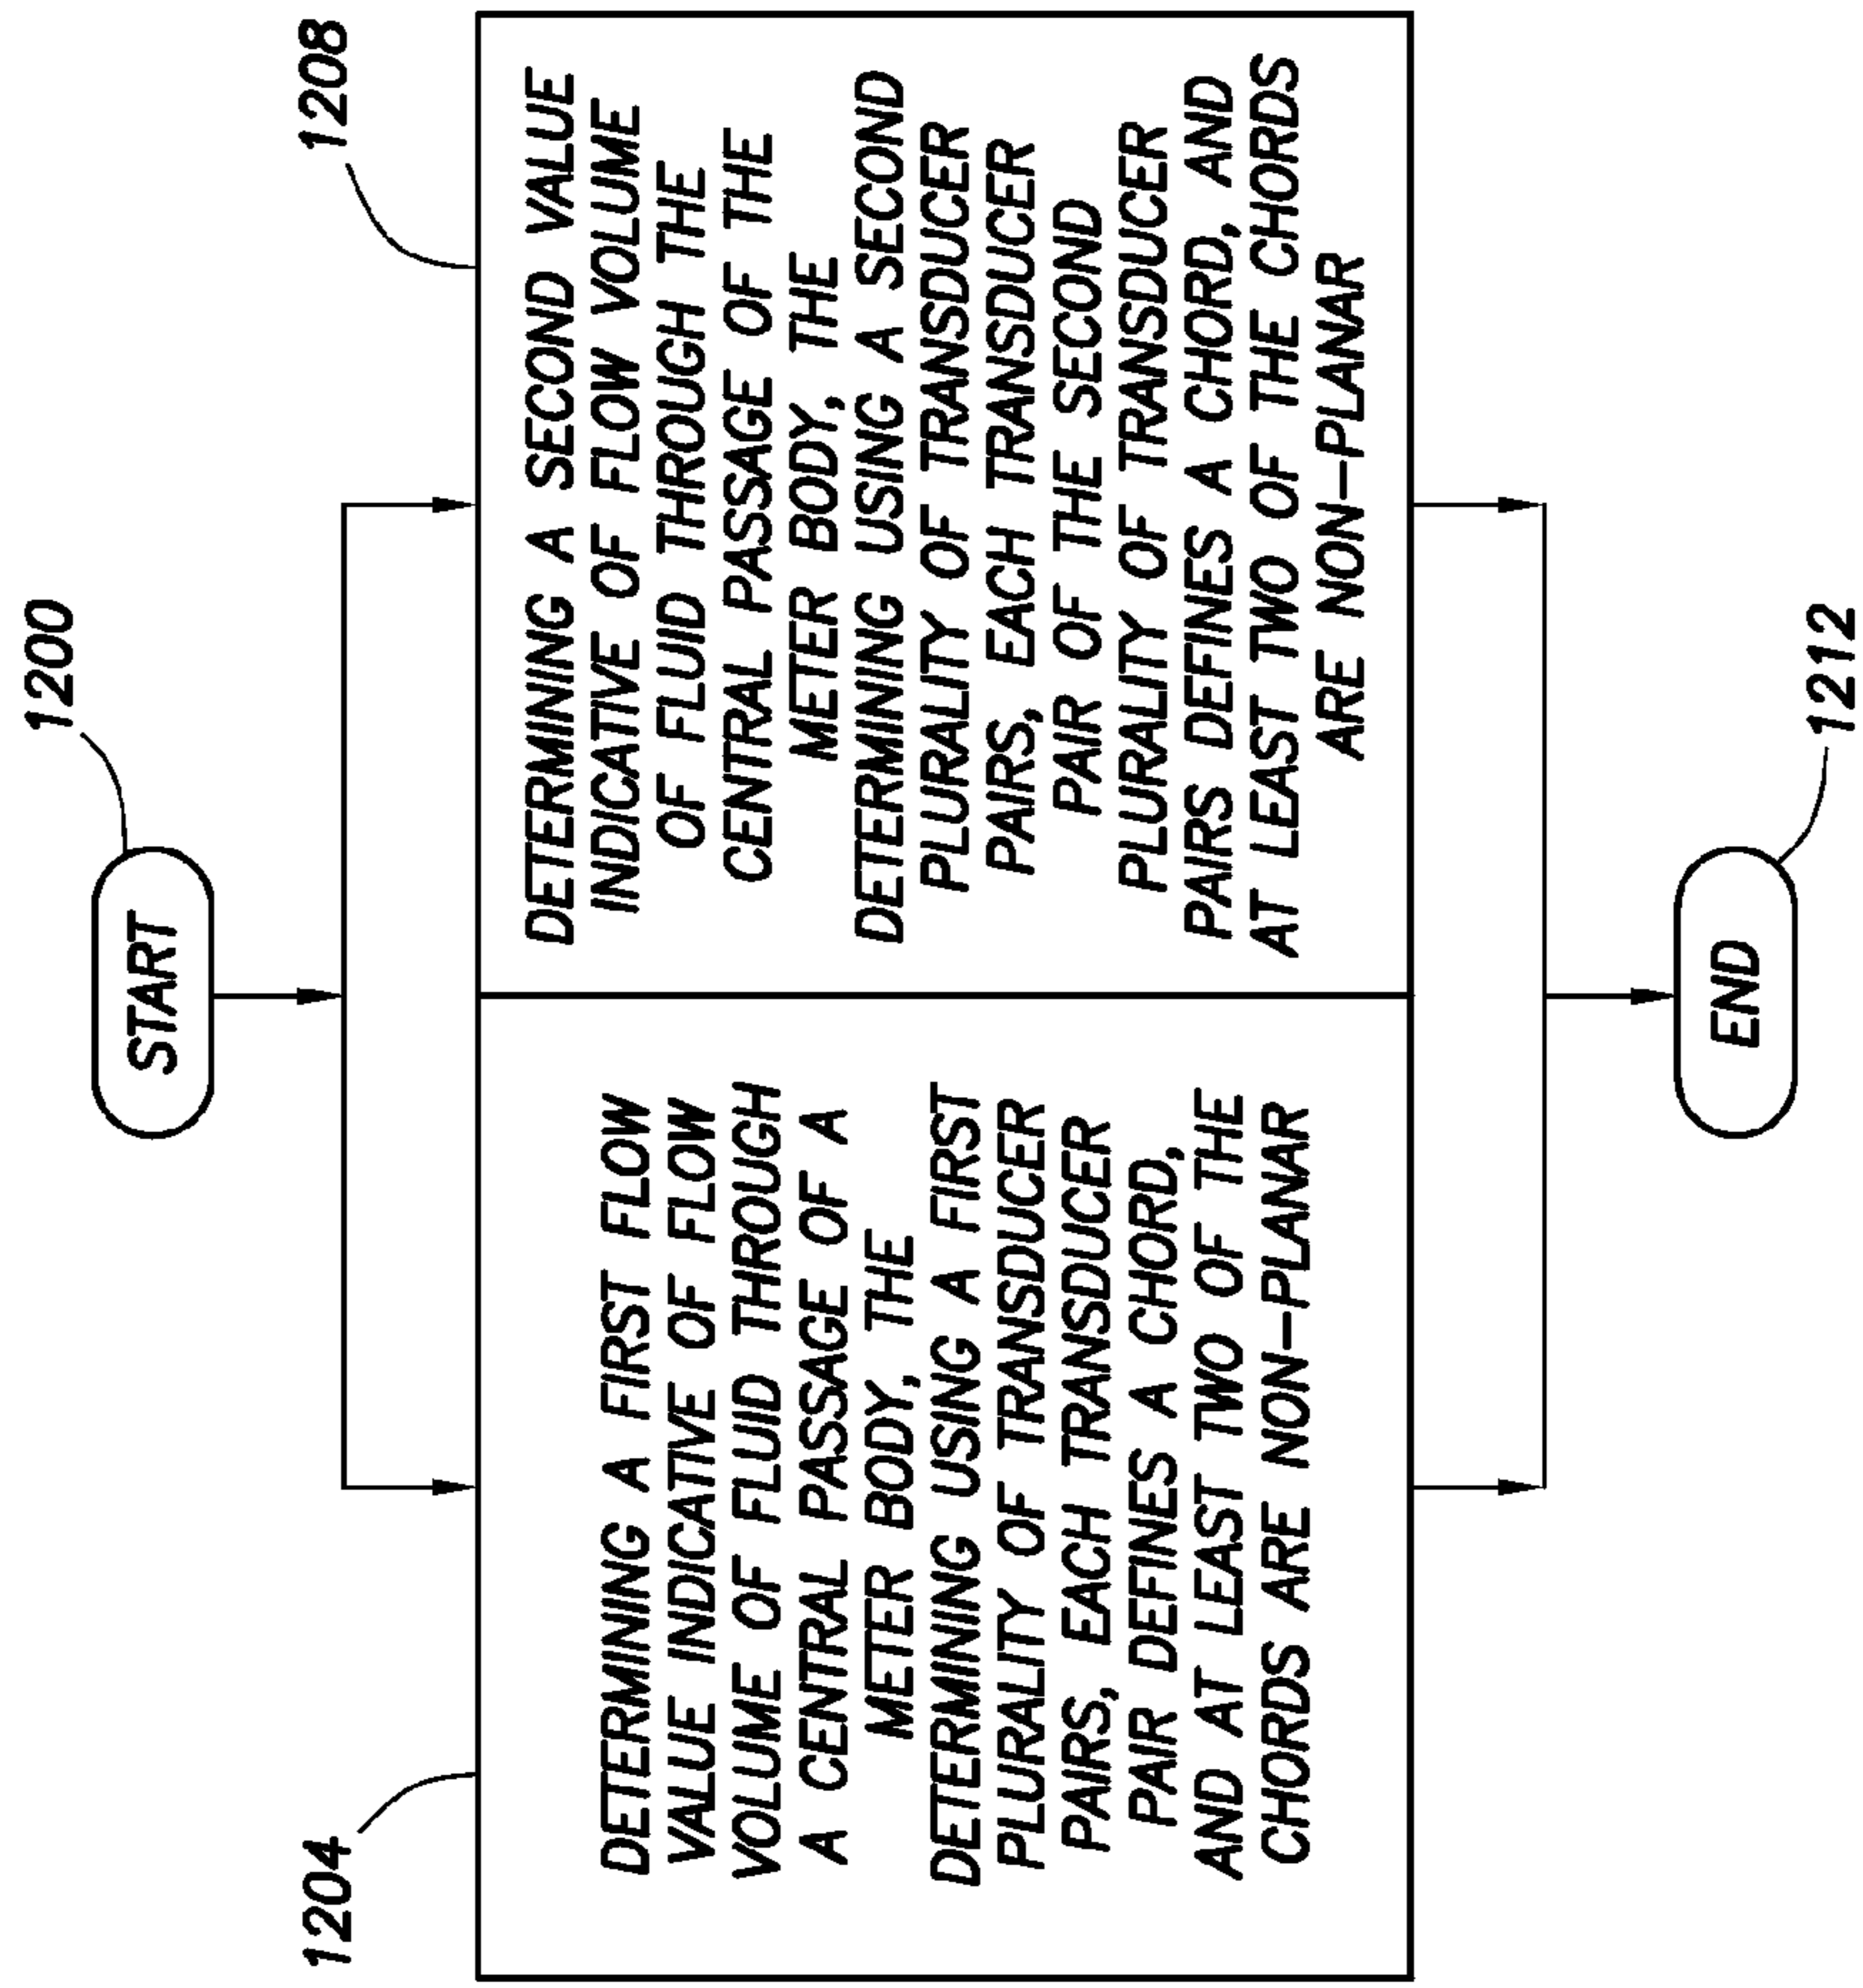 1200
START
1204
DETERMINING A FIRST FLOW
VALUE INDICATIVE OF FLOW
VOLUME OF FLUID THROUGH
A CENTRAL PASSAGE OF A
METER BODY, THE
DETERMINING USING A FIRST
PLURALITY OF TRANSDUCER
PAIRS, EACH TRANSDUCER
PAIR DEFINES A CHORD,
AND AT LEAST TWO OF THE
CHORDS ARE NON-PLANAR
1208
DETERMINING A SECOND VALUE
INDICATIVE OF FLOW VOLUME
OF FLUID THROUGH THE
CENTRAL PASSAGE OF THE
METER BODY, THE
DETERMINING USING A SECOND
PLURALITY OF TRANSDUCER
PAIRS, EACH TRANSDUCER
PAIR OF THE SECOND
PLURALITY OF TRANSDUCER
PAIRS DEFINES A CHORD, AND
AT LEAST TWO OF THE CHORDS
ARE NON-PLANAR
END
1212